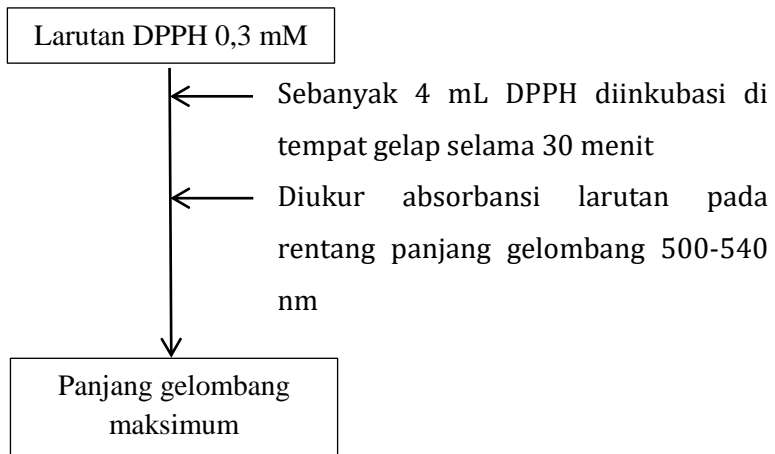 Larutan DPPH 0,3 mM
Sebanyak 4 mL DPPH diinkubasi di
tempat gelap selama 30 menit
Diukur absorbansi larutan pada
rentang panjang gelombang 500-540
nm
Panjang gelombang
maksimum